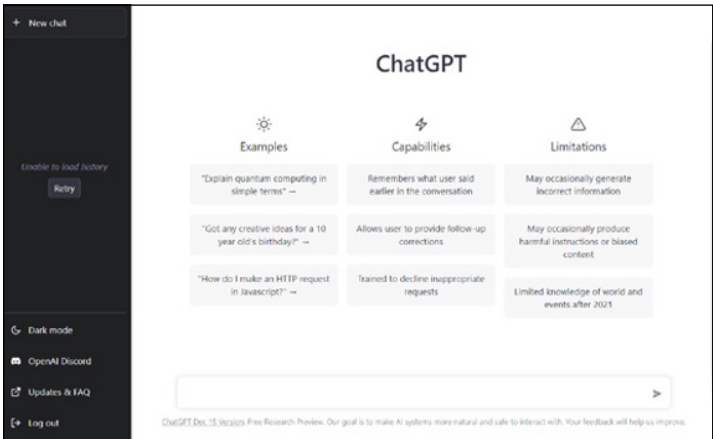 + New chat
Unable to load history
Retry
Dark mode
OpenAI Discord
Updates & FAQ
Log out
ChatGPT
Examples
"Explain quantum computing in
simple terms" →
"Got any creative ideas for a 10
year old's birthday?" →
"How do I make an HTTP request
in Javascript?" →
Capabilities
Remembers what user said
earlier in the conversation
Allows user to provide follow-up
corrections
Trained to decline inappropriate
requests
Limitations
May occasionally generate
incorrect information
May occasionally produce
harmful instructions or biased
content
Limited knowledge of world and
events after 2021
ChatGPT Dec 15 Version. Free Research Preview. Our goal is to make AI systems more natural and safe to interact with. Your feedback will help us improve.